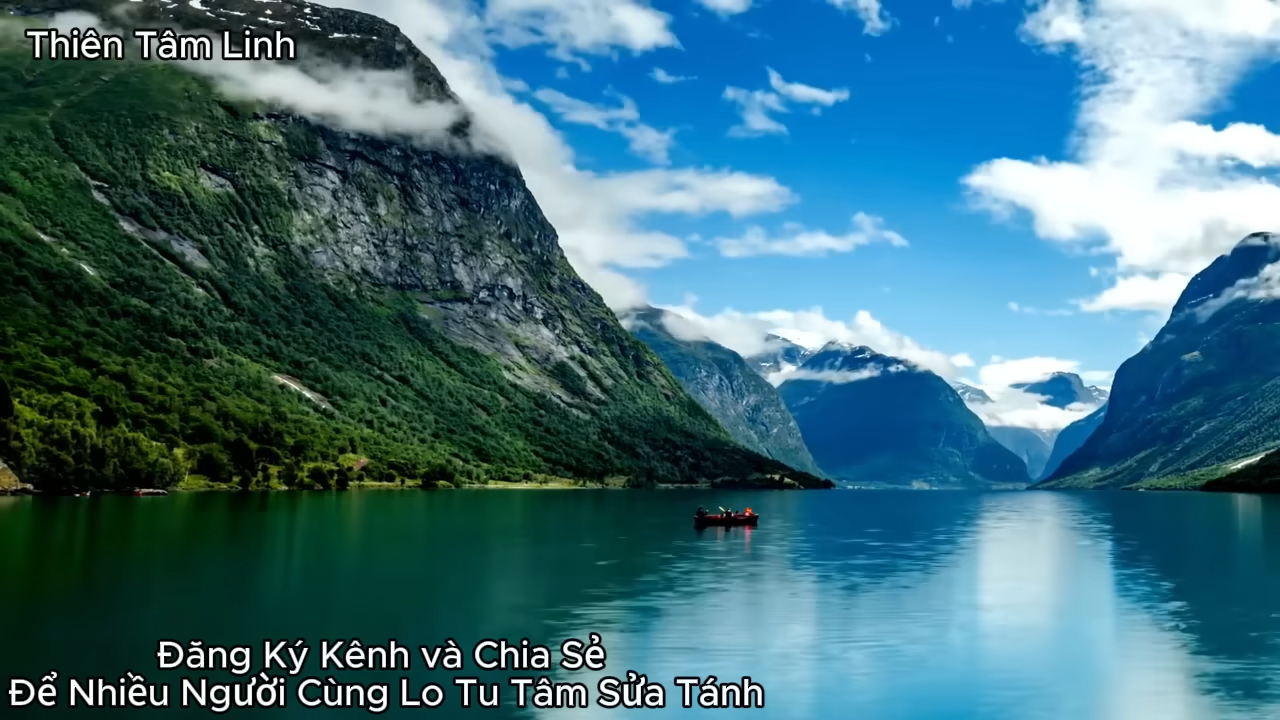 Thiên Tâm Linh
Đăng Ký Kênh và Chia Sẻ
Để Nhiều Người Cùng Lo Tu Tâm Sửa Tánh